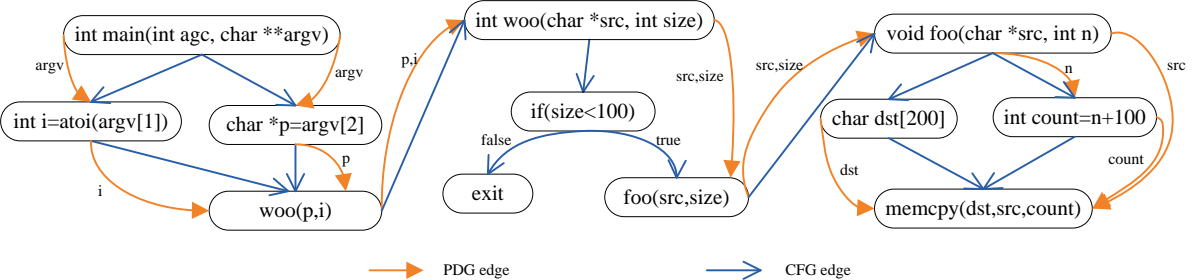 int main(int agc, char **argv)
argv
argv
int i=atoi(argv[1])
char *p=argv[2]
i
p
woo(p,i)
p,i
int woo(char *src, int size)
src,size
if(size<100)
false
true
exit
foo(src,size)
src,size
void foo(char *src, int n)
n
src
char dst[200]
int count=n+100
dst
count
memcpy(dst,src,count)
PDG edge
CFG edge